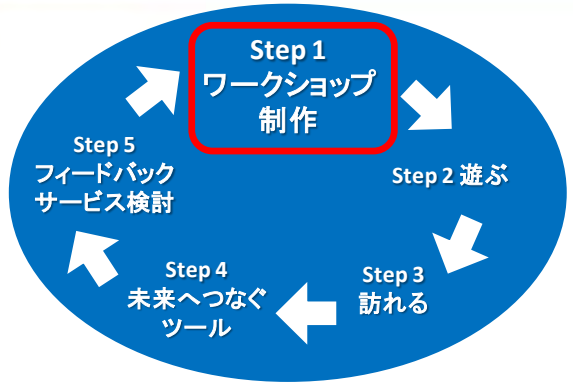 Step 1
ワークショップ
制作
Step 2 遊ぶ
Step 3
訪れる
Step 4
未来へつなぐ
ツール
Step 5
フィードバック
サービス検討